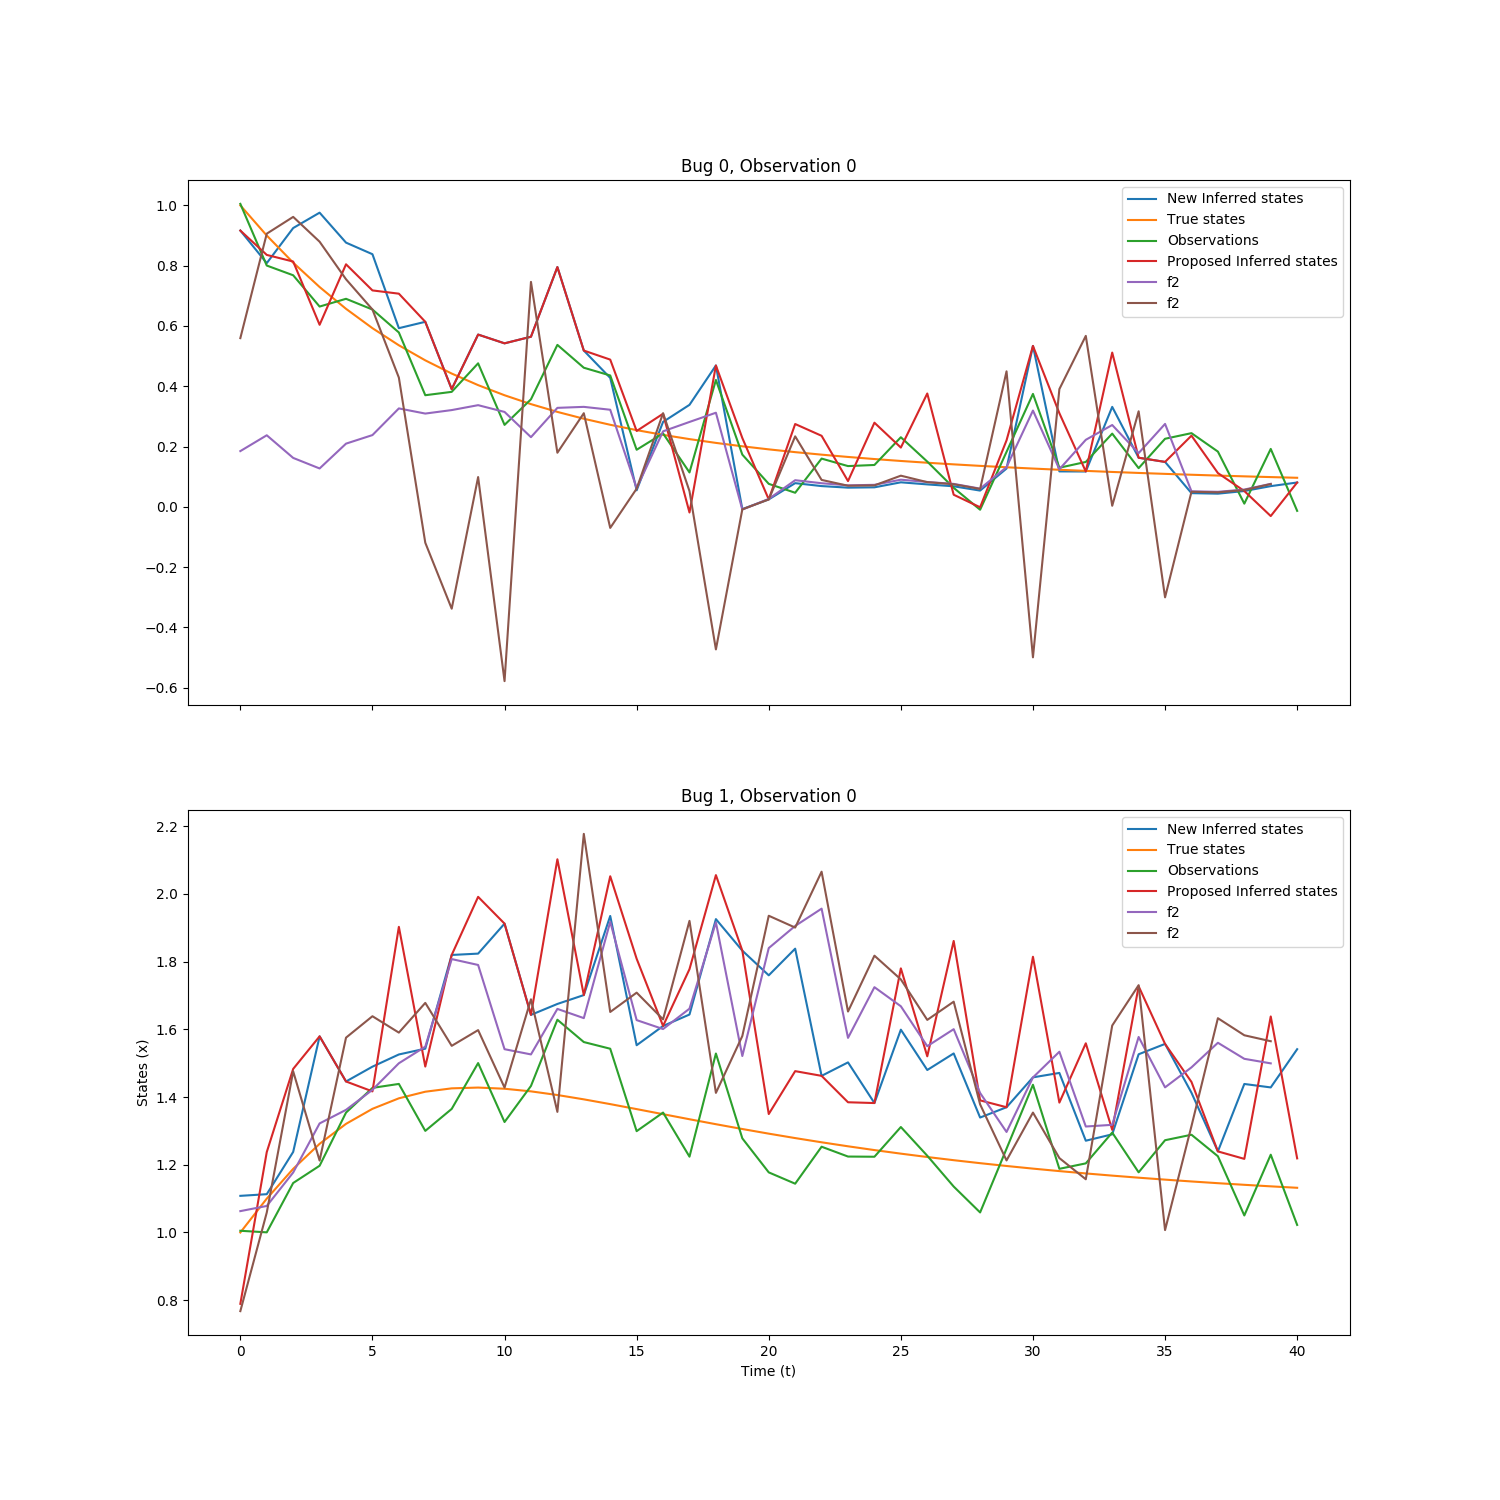 Bug 0, Observation 0
1.0
0.8
0.6
0.4
0.2
0.0
−0.2
−0.4
−0.6
New Inferred states
True states
Observations
Proposed Inferred states
f2
f2
Bug 1, Observation 0
States (x)
2.2
2.0
1.8
1.6
1.4
1.2
1.0
0.8
New Inferred states
True states
Observations
Proposed Inferred states
f2
f2
0 5 10 15 20 25 30 35 40
Time (t)